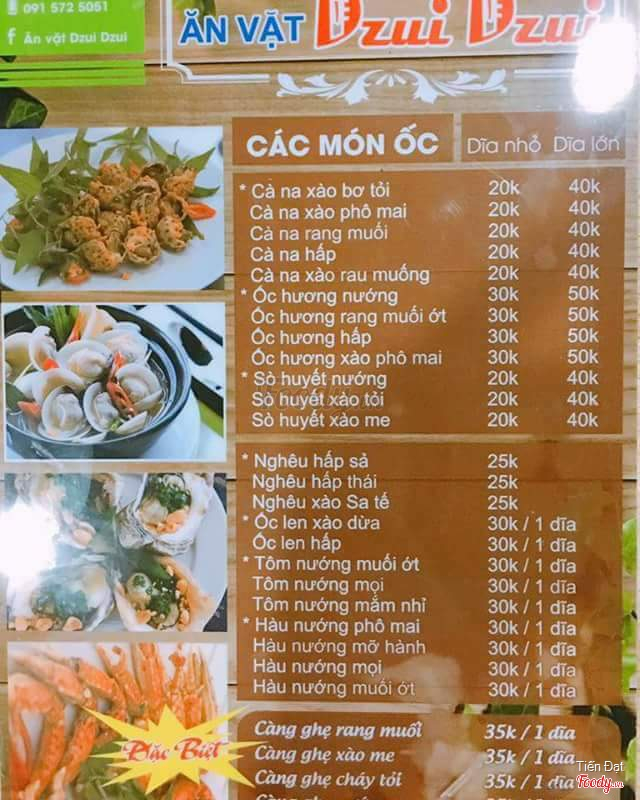 091 572 5051
Ăn vặt Dzui Dzui
ĂN VẶT Dzui Dzui
CÁC MÓN ỐC Dĩa nhỏ Dĩa lớn
* Cà na xào bơ tỏi 20k 40k
Cà na xào phô mai 20k 40k
Cà na rang muối 20k 40k
Cà na hấp 20k 40k
Cà na xào rau muống 20k 40k
* Ốc hương nướng 30k 50k
Ốc hương rang muối ớt 30k 50k
Ốc hương hấp 30k 50k
Ốc hương xào phô mai 30k 50k
* Sò huyết nướng 20k 40k
Sò huyết xào tỏi 20k 40k
Sò huyết xào me 20k 40k
* Nghêu hấp sả 25k
Nghêu hấp thái 25k
Nghêu xào Sa tế 25k
* Ốc len xào dừa 30k / 1 dĩa
Ốc len hấp 30k / 1 dĩa
* Tôm nướng muối ớt 30k / 1 dĩa
Tôm nướng mọi 30k / 1 dĩa
Tôm nướng mắm nhỉ 30k / 1 dĩa
* Hàu nướng phô mai 30k / 1 dĩa
Hàu nướng mỡ hành 30k / 1 dĩa
Hàu nướng mọi 30k / 1 dĩa
Hàu nướng muối ớt 30k / 1 dĩa
Đặc Biệt
Càng ghẹ rang muối 35k / 1 dĩa
Càng ghẹ xào me 35k / 1 dĩa
Càng ghẹ cháy tỏi 35k / 1 dĩa
Tiến Đạt
Foody.vn